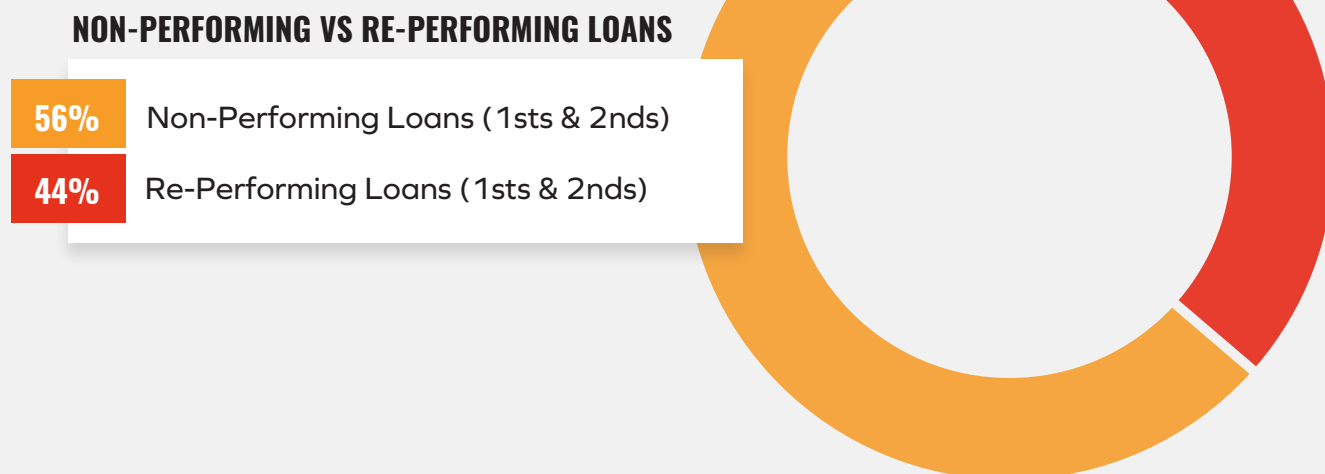 NON-PERFORMING VS RE-PERFORMING LOANS
56% Non-Performing Loans (1sts & 2nds)
44% Re-Performing Loans (1sts & 2nds)